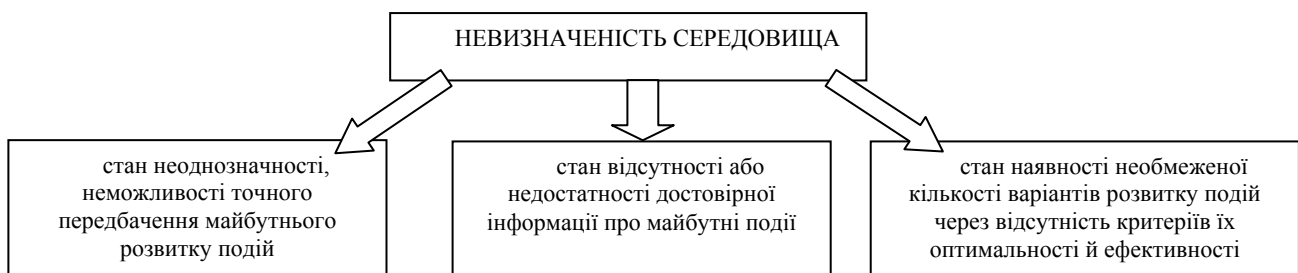 НЕВИЗНАЧЕНІСТЬ СЕРЕДОВИЩА
стан неоднозначності,
неможливості точного
передбачення майбутнього
розвитку подій
стан відсутності або
недостатності достовірної
інформації про майбутні події
стан наявності необмеженої
кількості варіантів розвитку подій
через відсутність критеріїв їх
оптимальності й ефективності